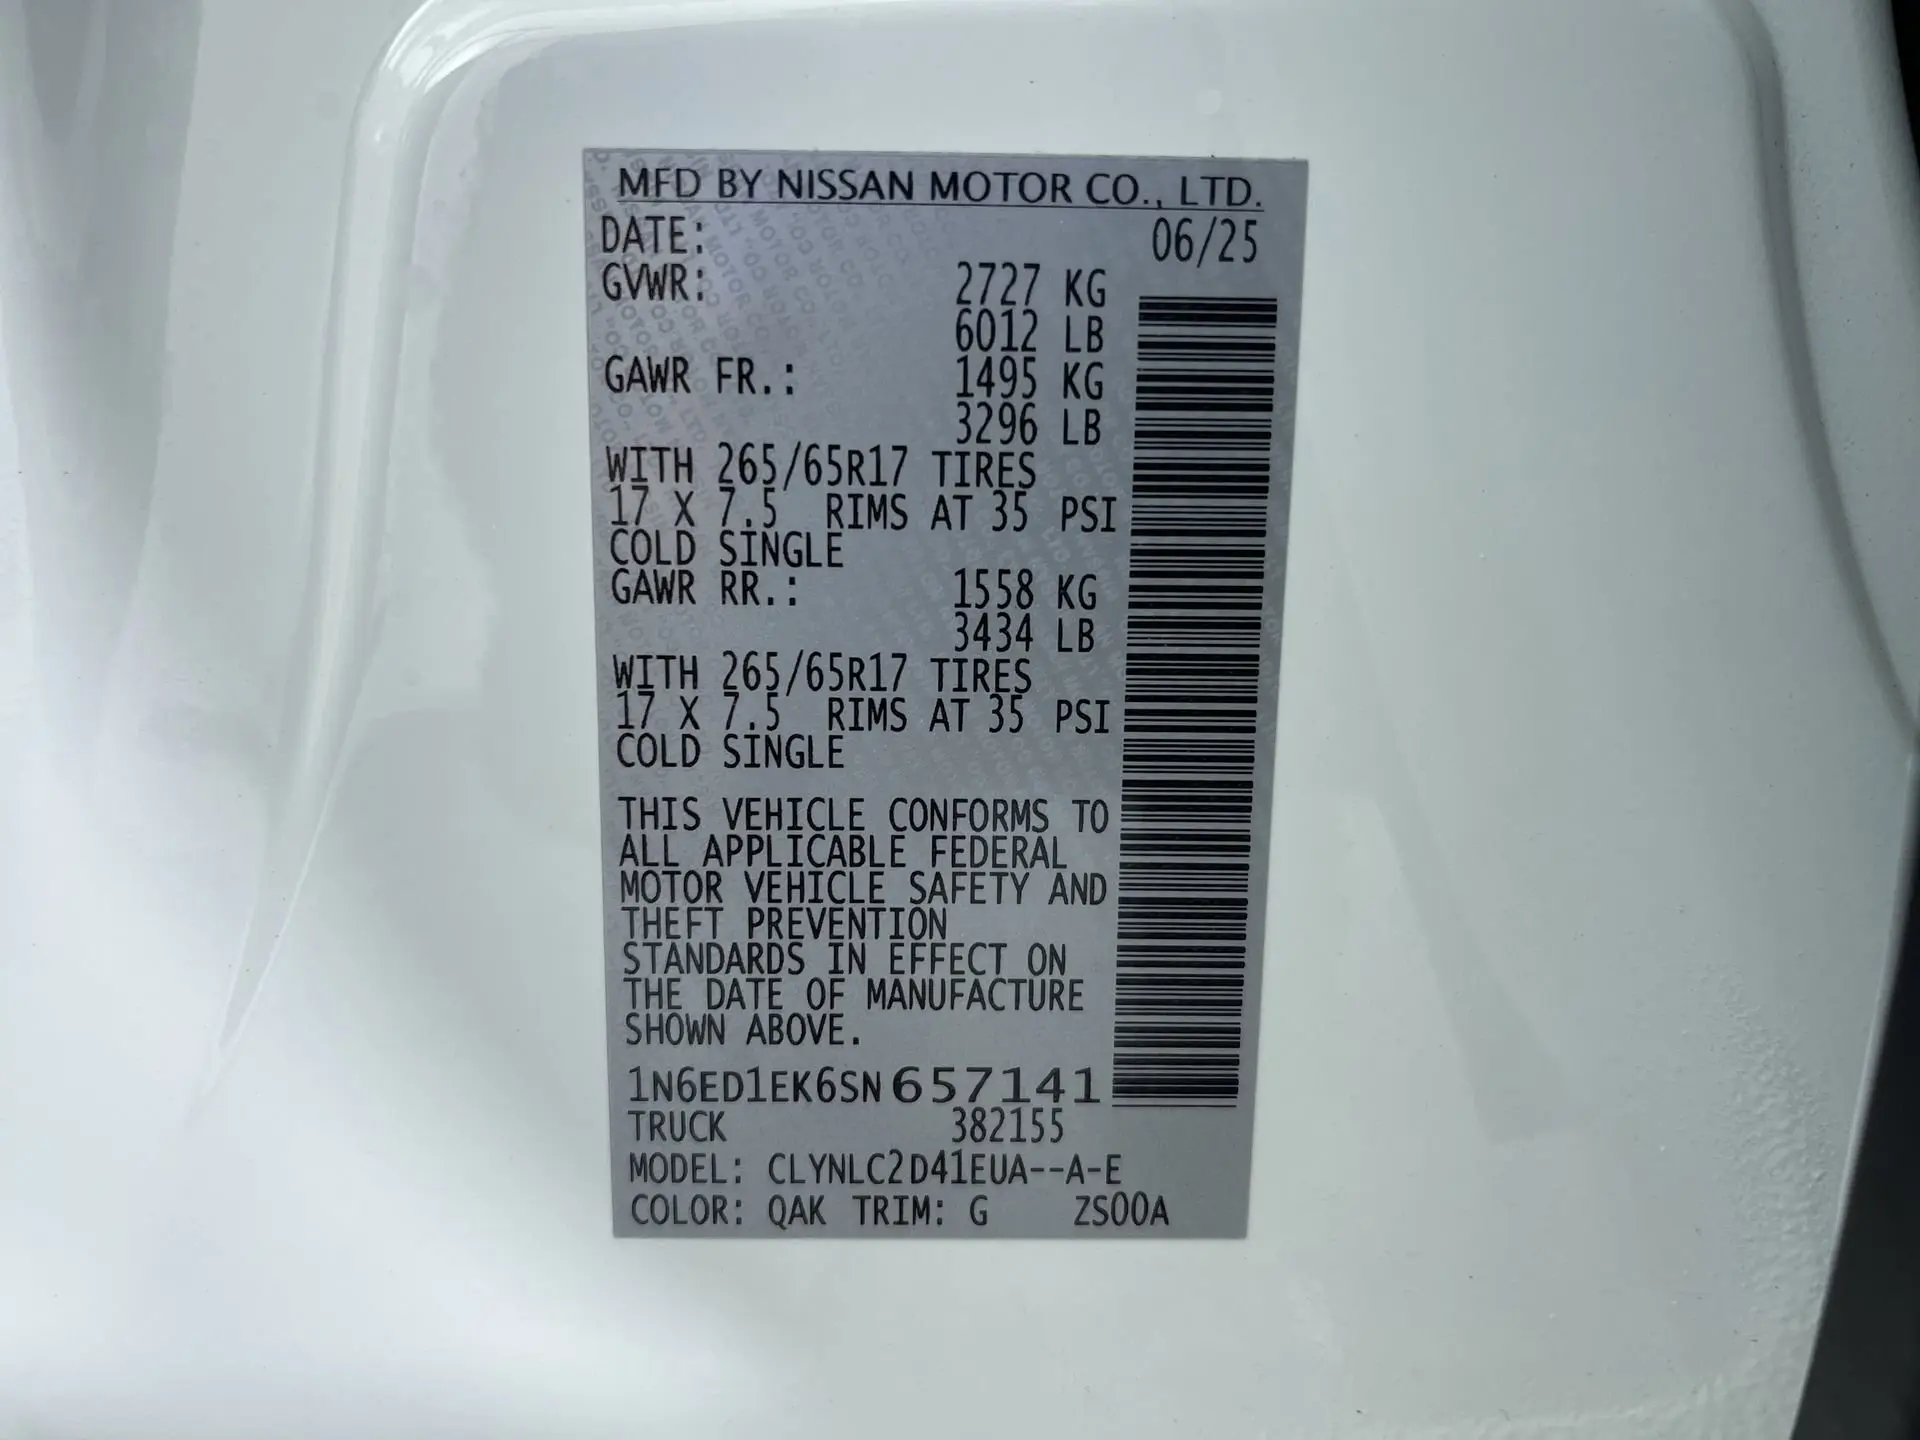 MFD BY NISSAN MOTOR CO., LTD.
DATE: 06/25
GVWR: 2727 KG
6012 LB
GAWR FR.: 1495 KG
3296 LB
WITH 265/65R17 TIRES
17 X 7.5 RIMS AT 35 PSI
COLD SINGLE
GAWR RR.: 1558 KG
3434 LB
WITH 265/65R17 TIRES
17 X 7.5 RIMS AT 35 PSI
COLD SINGLE
THIS VEHICLE CONFORMS TO
ALL APPLICABLE FEDERAL
MOTOR VEHICLE SAFETY AND
THEFT PREVENTION
STANDARDS IN EFFECT ON
THE DATE OF MANUFACTURE
SHOWN ABOVE.
1N6ED1EK6SN657141
TRUCK 382155
MODEL: CLYNLC2D41EUA--A-E
COLOR: QAK TRIM: G ZS00A